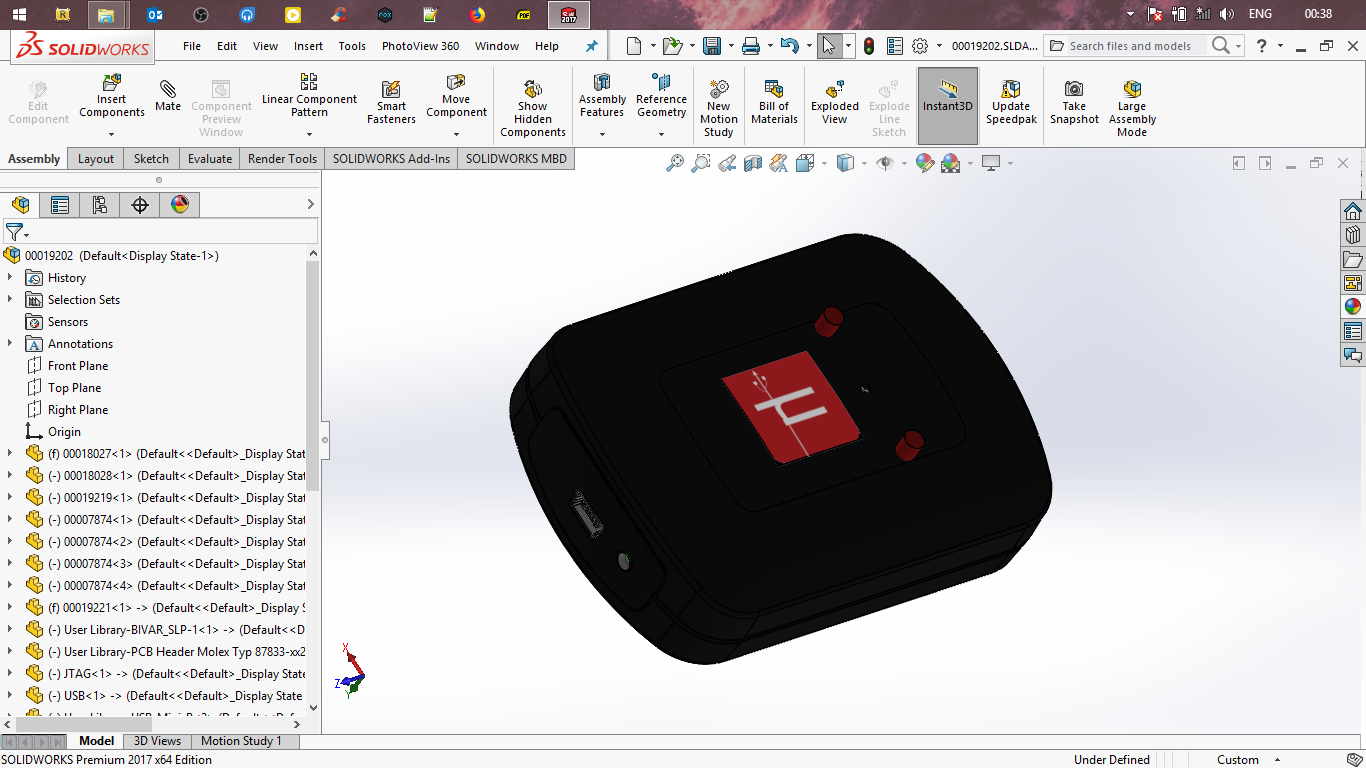 ENG
00:38
SOLIDWORKS
File Edit View Insert Tools PhotoView 360 Window Help
00019202.SLDA...
Search files and models
Edit Component
Insert Components
Mate
Component Preview Window
Linear Component Pattern
Smart Fasteners
Move Component
Show Hidden Components
Assembly Features
Reference Geometry
New Motion Study
Bill of Materials
Exploded View
Explode Line Sketch
Instant3D
Update Speedpak
Take Snapshot
Large Assembly Mode
Assembly Layout Sketch Evaluate Render Tools SOLIDWORKS Add-Ins SOLIDWORKS MBD
00019202 (Default<Display State-1>)
History
Selection Sets
Sensors
Annotations
Front Plane
Top Plane
Right Plane
Origin
(f) 00018027<1> (Default<<Default>_Display Stat
(-) 00018028<1> (Default<<Default>_Display Stat
(-) 00019219<1> (Default<<Default>_Display Stat
(-) 00007874<1> (Default<<Default>_Display Stat
(-) 00007874<2> (Default<<Default>_Display Stat
(-) 00007874<3> (Default<<Default>_Display Stat
(-) 00007874<4> (Default<<Default>_Display Stat
(f) 00019221<1> -> (Default<<Default>_Display S
(-) User Library-BIVAR_SLP-1<1> -> (Default<<D
(-) User Library-PCB Header Molex Typ 87833-xx2
(-) JTAG<1> -> (Default<<Default>_Display State
(-) USB<1> -> (Default<<Default>_Display State
X
Z
Y
µ
Model 3D Views Motion Study 1
SOLIDWORKS Premium 2017 x64 Edition
Under Defined
Custom